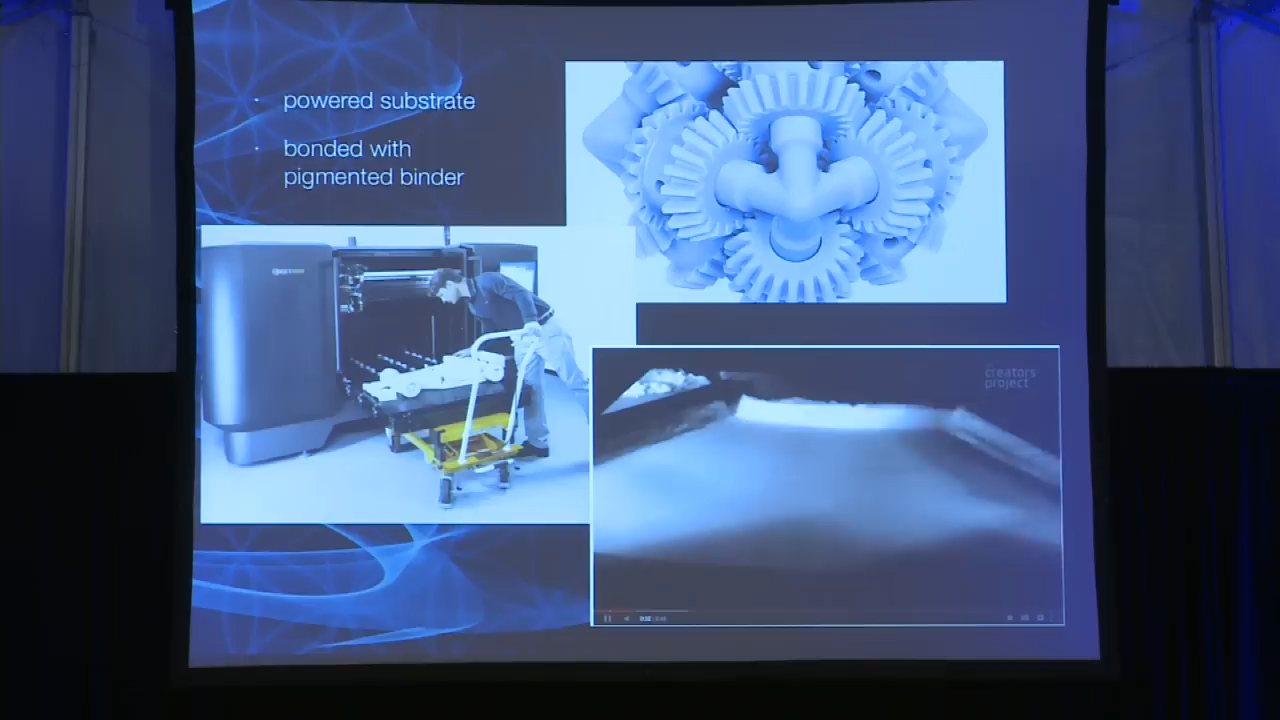 powered substrate
bonded with
pigmented binder
creators
project